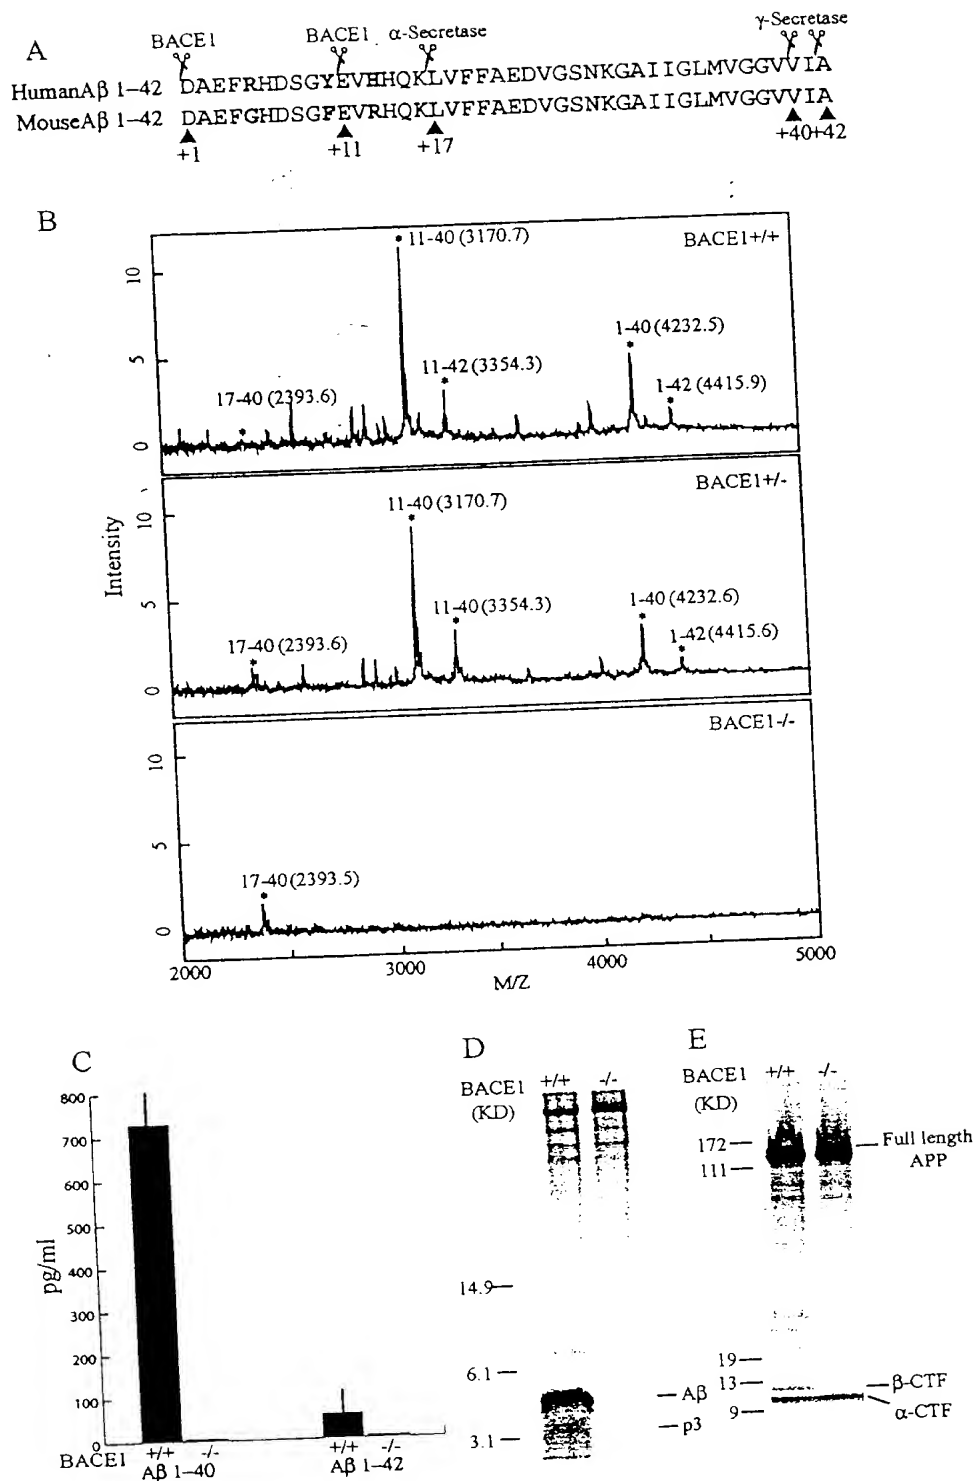 A
BACE1 BACE1 α-Secretase γ-Secretase
HumanAβ 1–42 DAEFRHDSGYEVHHQKLVFFAEDVGSNKGAIIGLMVGGVVIA
MouseAβ 1–42 DAEFGHDSGFEVRHQKLVFFAEDVGSNKGAIIGLMVGGVVIA
+1 +11 +17 +40 +42
B
Intensity
BACE1+/+
10
5
0
17-40 (2393.6)
* 11-40 (3170.7)
11-42 (3354.3)
*
1-40 (4232.5)
*
1-42 (4415.9)
*
BACE1+/-
10
5
0
17-40 (2393.6)
*
11-40 (3170.7)
*
11-40 (3354.3)
*
1-40 (4232.6)
*
1-42 (4415.6)
*
BACE1-/-
10
5
0
17-40 (2393.5)
*
2000 3000 4000 5000
M/Z
C
pg/ml
800
700
600
500
400
300
200
100
0
BACE1 +/+ -/- +/+ -/-
Aβ 1–40 Aβ 1–42
D
BACE1 +/+ -/-
(KD)
14.9
6.1
3.1
Aβ
p3
E
BACE1 +/+ -/-
(KD)
172
111
19
13
9
Full length
APP
β-CTF
α-CTF